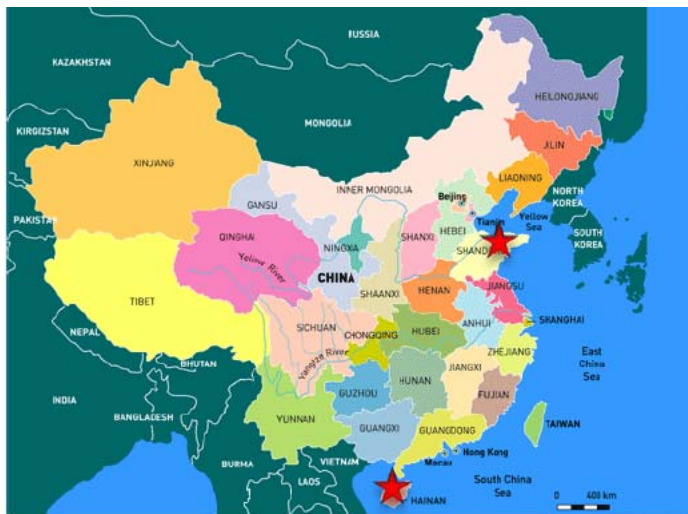 RUSSIA
KAZAKHSTAN
HEILONGJIANG
MONGOLIA
KIRGIZSTAN
JILIN
XINJIANG
LIAONING
INNER MONGOLIA
Beijing
NORTH
KOREA
GANSU
Tianjin
Yellow
Sea
PAKISTAN
QINGHAI
NINGXA
SHANXI
HEBEI
SOUTH
KOREA
SHAND
Yellow River
CHINA
TIBET
SHAANXI
HENAN
JIANGSU
SICHUAN
ANHUI
SHANGHAI
NEPAL
CHONGQING
HUBEI
ZHEJIANG
BHUTAN
Yangtze River
East
China
Sea
HUNAN
JIANGXI
INDIA
GUZHOU
FUJIAN
BANGLADESH
YUNNAN
TAIWAN
GUANGXI
GUANGDONG
Hong Kong
Macau
BURMA
VIETNAM
LAOS
South China
Sea
HAINAN
0 400 km